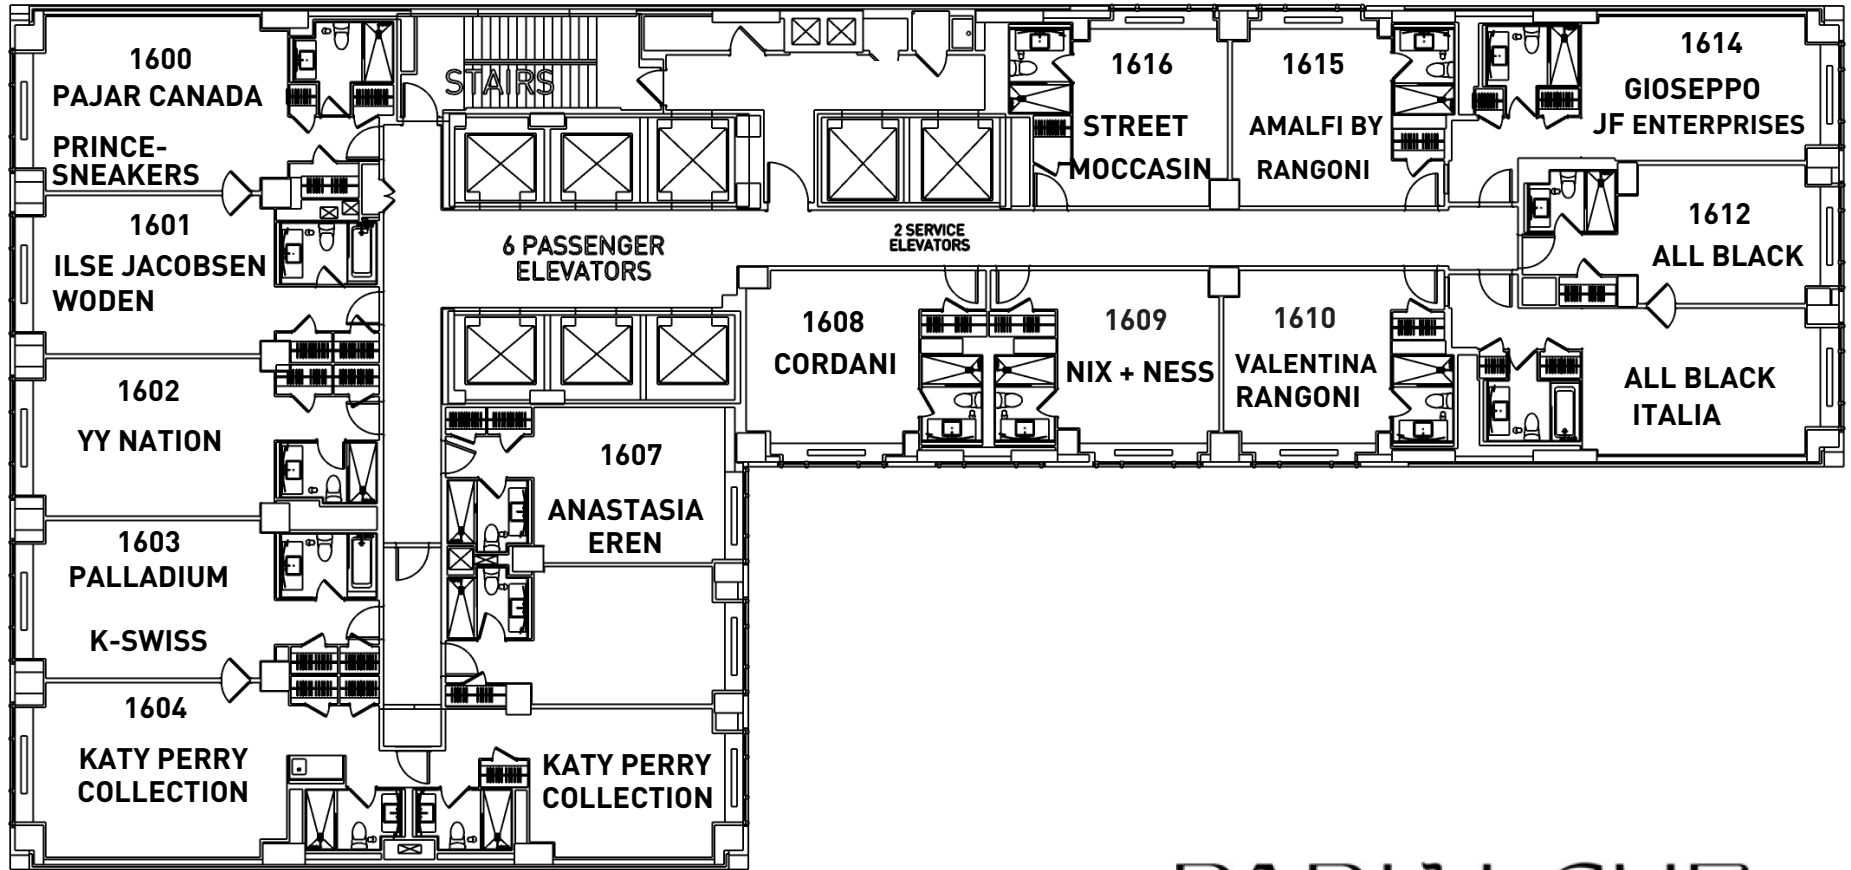 1600
PAJAR CANADA
PRINCE-
SNEAKERS
STAIRS
1616
STREET
MOCCASIN
1615
AMALFI BY
RANGONI
1614
GIOSEPPO
JF ENTERPRISES
1601
ILSE JACOBSEN
WODEN
6 PASSENGER
ELEVATORS
2 SERVICE
ELEVATORS
1612
ALL BLACK
1602
YY NATION
1608
CORDANI
1609
NIX + NESS
1610
VALENTINA
RANGONI
ALL BLACK
ITALIA
1607
ANASTASIA
EREN
1603
PALLADIUM
K-SWISS
1604
KATY PERRY
COLLECTION
KATY PERRY
COLLECTION